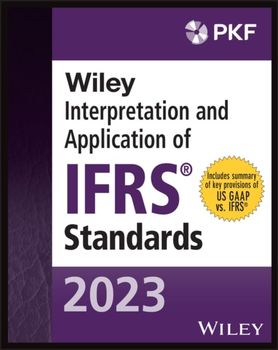 PKF
Wiley
Interpretation and
Application of
IFRS®
Standards
Includes summary
of key provisions of
US GAAP
vs. IFRS®
2023
WILEY